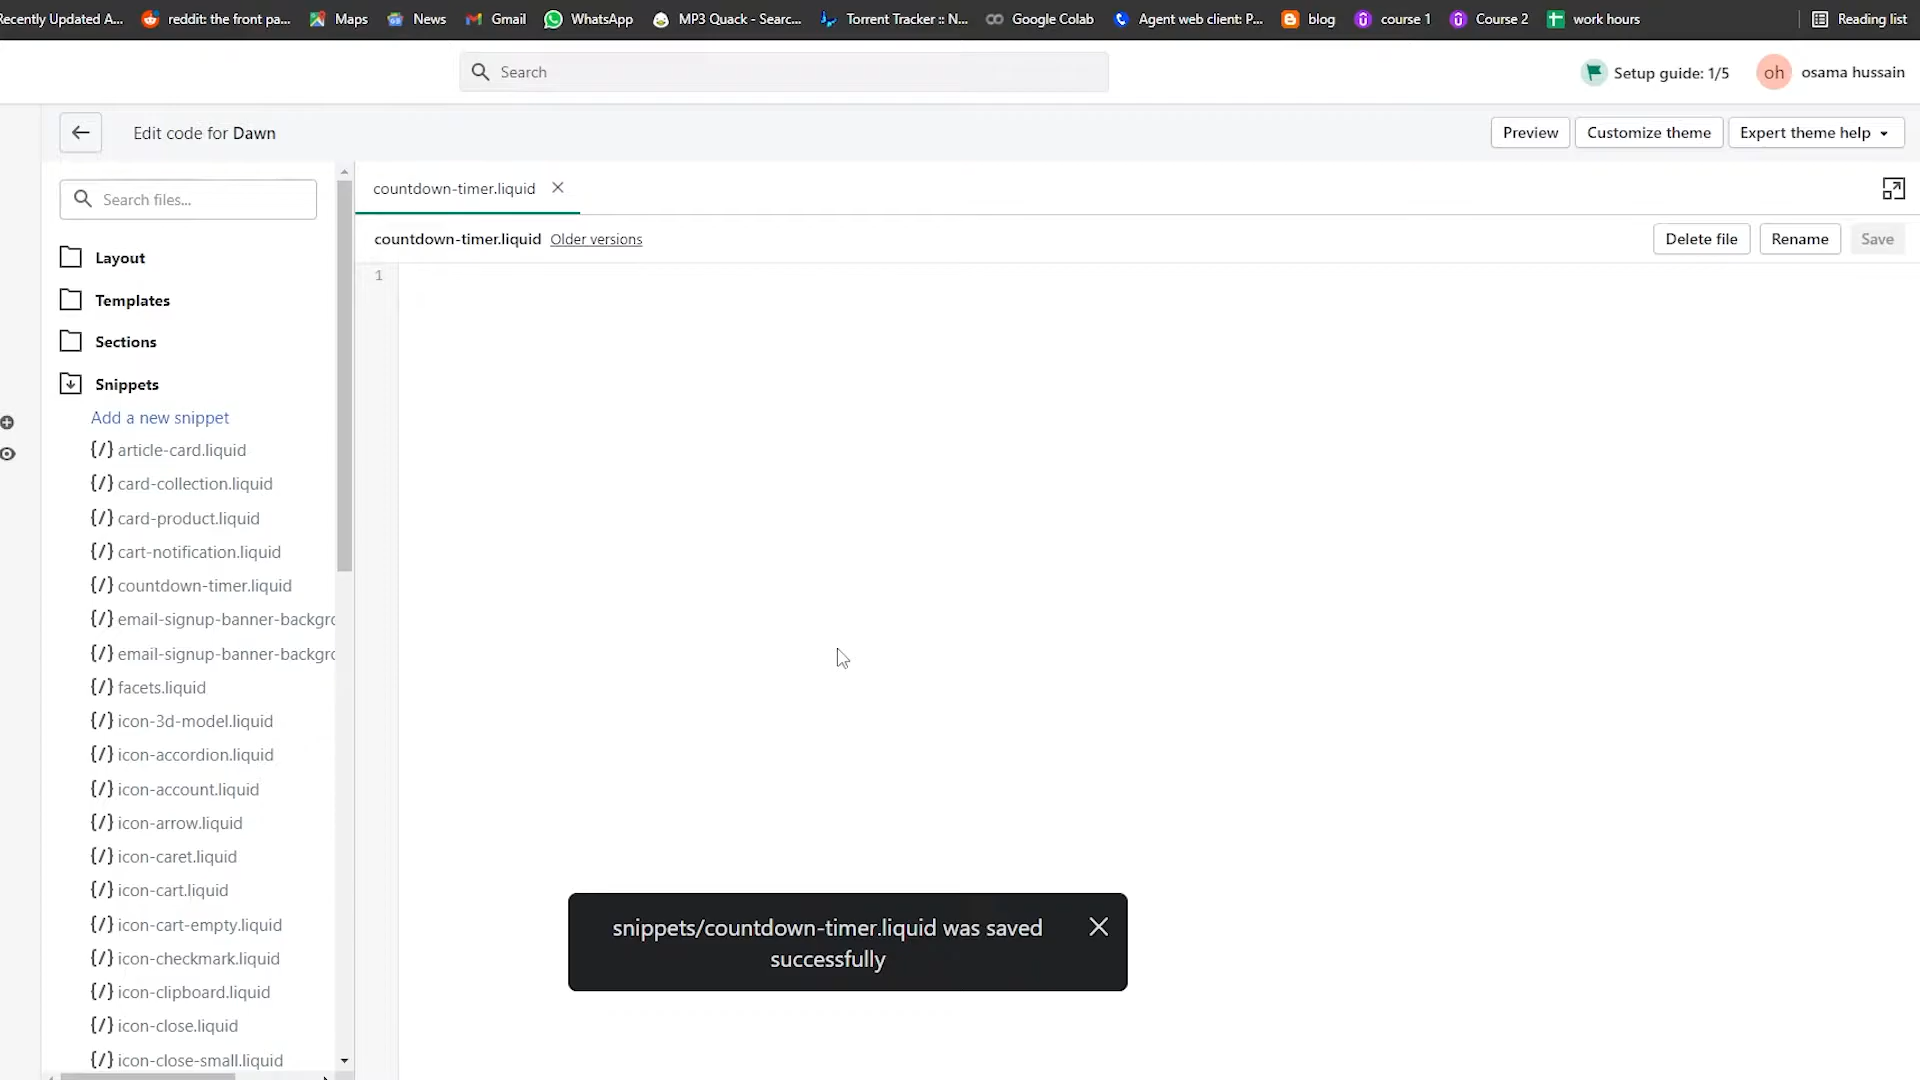 ecently Updated A...
reddit: the front pa...
Maps
News
Gmail
WhatsApp
MP3 Quack - Searc...
Torrent Tracker :: N...
Google Colab
Agent web client: P...
blog
course 1
Course 2
work hours
Reading list
Search
Setup guide: 1/5
oh
osama hussain
Edit code for Dawn
Preview
Customize theme
Expert theme help
Search files...
countdown-timer.liquid
countdown-timer.liquid Older versions
Delete file
Rename
Save
1
Layout
Templates
Sections
Snippets
Add a new snippet
{/} article-card.liquid
{/} card-collection.liquid
{/} card-product.liquid
{/} cart-notification.liquid
{/} countdown-timer.liquid
{/} email-signup-banner-backgro
{/} email-signup-banner-backgro
{/} facets.liquid
{/} icon-3d-model.liquid
{/} icon-accordion.liquid
{/} icon-account.liquid
{/} icon-arrow.liquid
{/} icon-caret.liquid
{/} icon-cart.liquid
{/} icon-cart-empty.liquid
{/} icon-checkmark.liquid
{/} icon-clipboard.liquid
{/} icon-close.liquid
{/} icon-close-small.liquid
snippets/countdown-timer.liquid was saved
successfully